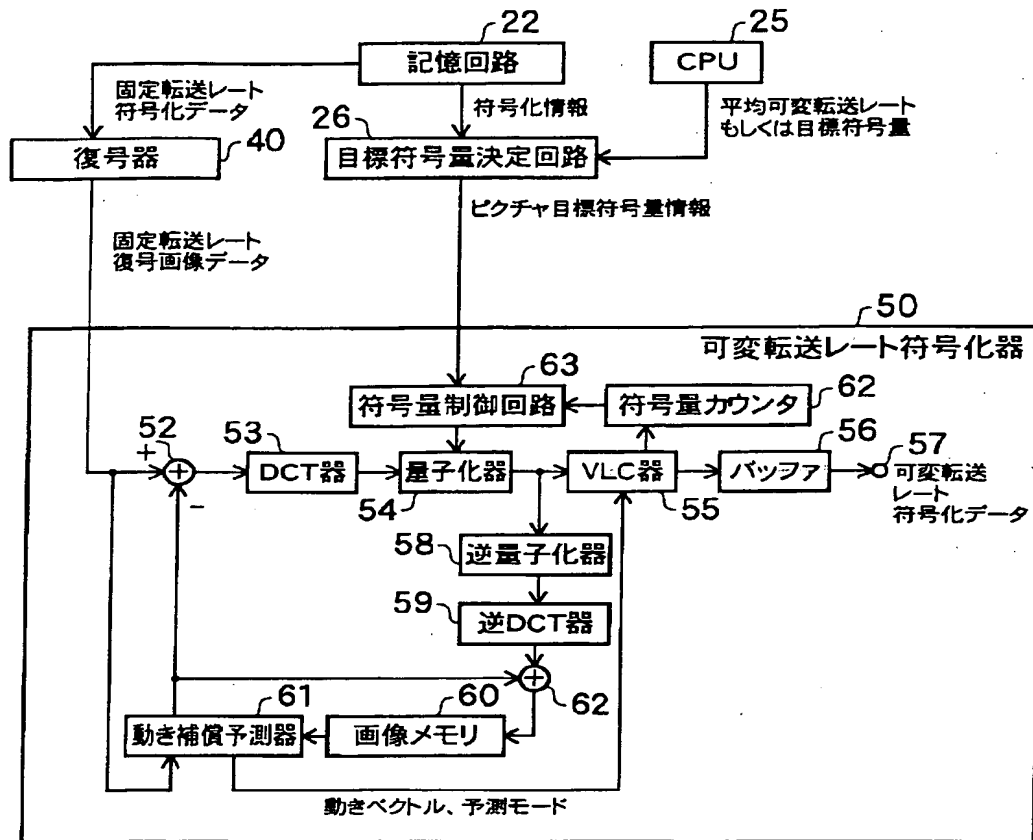 22
25
記憶回路
CPU
固定転送レート
符号化データ
符号化情報
平均可変転送レート
もしくは目標符号量
26
復号器
40
目標符号量決定回路
ピクチャ目標符号量情報
固定転送レート
復号画像データ
50
可変転送レート符号化器
63
符号量制御回路
符号量カウンタ
62
52
+
+
-
53
DCT器
量子化器
54
VLC器
55
56
バッファ
57
可変転送
レート
符号化データ
58
逆量子化器
59
逆DCT器
+
62
61
動き補償予測器
60
画像メモリ
動きベクトル、予測モード